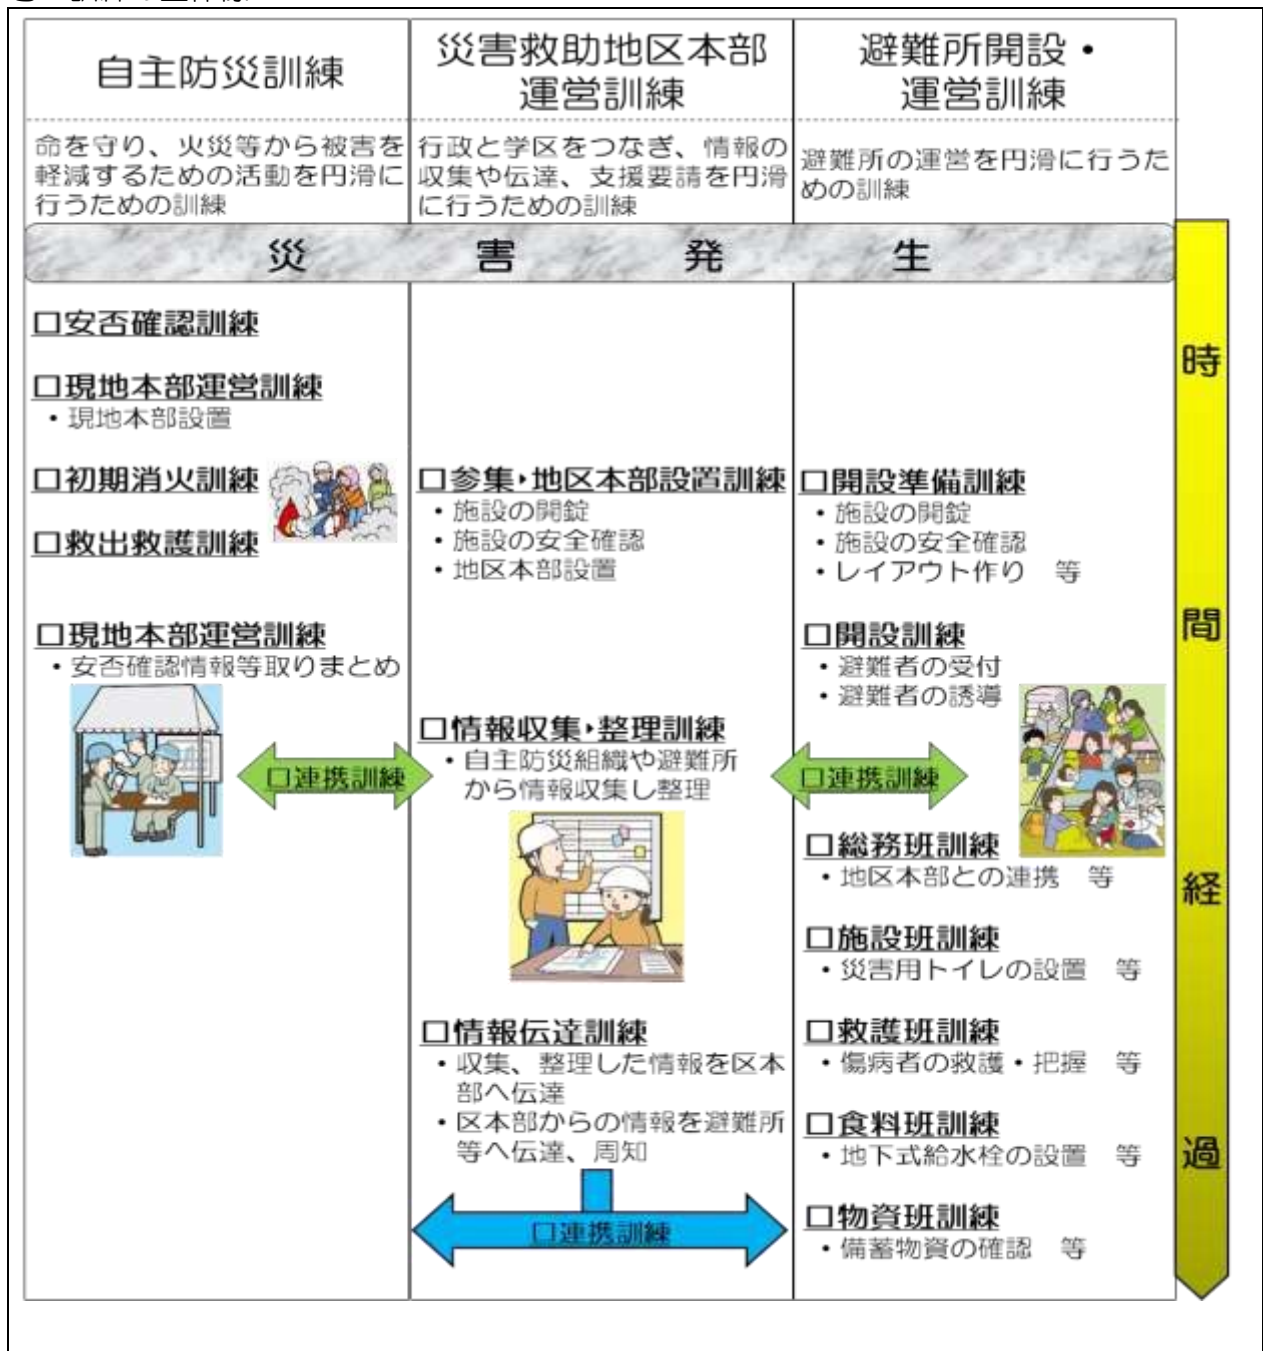 自主防災訓練
命を守り、火災等から被害を
軽減するための活動を円滑に
行うための訓練
災害救助地区本部
運営訓練
行政と学区をつなぎ、情報の
収集や伝達、支援要請を円滑
に行うための訓練
避難所開設・
運営訓練
避難所の運営を円滑に行うた
めの訓練
災害発生
□安否確認訓練
□現地本部運営訓練
・現地本部設置
□初期消火訓練
□救出救護訓練
□現地本部運営訓練
・安否確認情報等取りまとめ
□連携訓練
□参集・地区本部設置訓練
・施設の開錠
・施設の安全確認
・地区本部設置
□情報収集・整理訓練
・自主防災組織や避難所
から情報収集し整理
□情報伝達訓練
・収集、整理した情報を区本
部へ伝達
・区本部からの情報を避難所
等へ伝達、周知
□連携訓練
□開設準備訓練
・施設の開錠
・施設の安全確認
・レイアウト作り　等
□開設訓練
・避難者の受付
・避難者の誘導
□連携訓練
□総務班訓練
・地区本部との連携　等
□施設班訓練
・災害用トイレの設置　等
□救護班訓練
・傷病者の救護・把握　等
□食料班訓練
・地下式給水栓の設置　等
□物資班訓練
・備蓄物資の確認　等
時間経過